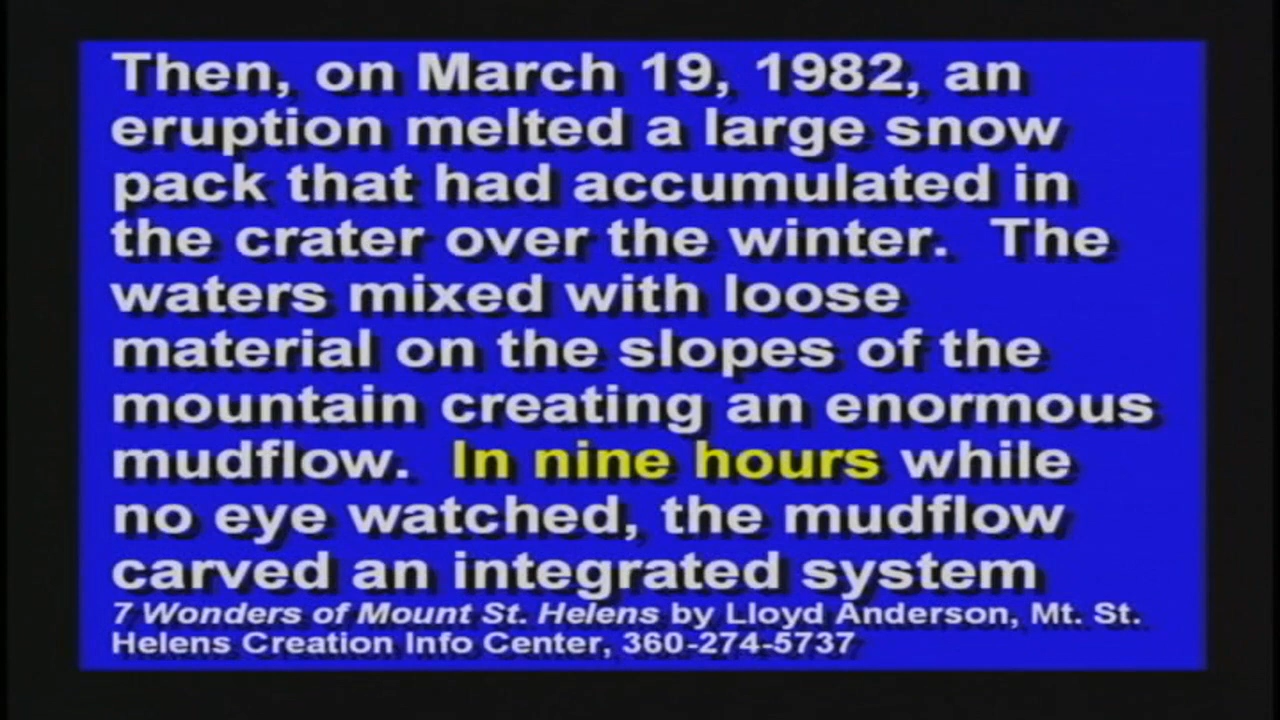 Then, on March 19, 1982, an
eruption melted a large snow
pack that had accumulated in
the crater over the winter.  The
waters mixed with loose
material on the slopes of the
mountain creating an enormous
mudflow.  In nine hours while
no eye watched, the mudflow
carved an integrated system
7 Wonders of Mount St. Helens by Lloyd Anderson, Mt. St.
Helens Creation Info Center, 360-274-5737